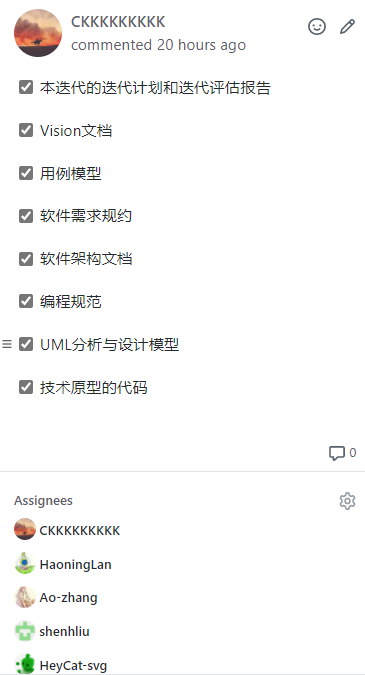 CKKKKKKKKK
commented 20 hours ago
本迭代的迭代计划和迭代评估报告
Vision文档
用例模型
软件需求规约
软件架构文档
编程规范
UML分析与设计模型
技术原型的代码
0
Assignees
CKKKKKKKKK
HaoningLan
Ao-zhang
shenhliu
HeyCat-svg